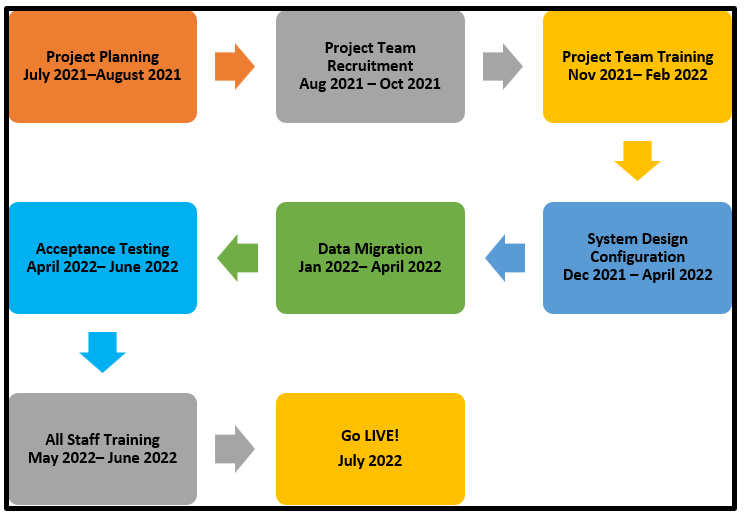 Project Planning
July 2021–August 2021
Project Team
Recruitment
Aug 2021 – Oct 2021
Project Team Training
Nov 2021– Feb 2022
System Design
Configuration
Dec 2021 – April 2022
Data Migration
Jan 2022– April 2022
Acceptance Testing
April 2022– June 2022
All Staff Training
May 2022– June 2022
Go LIVE!
July 2022